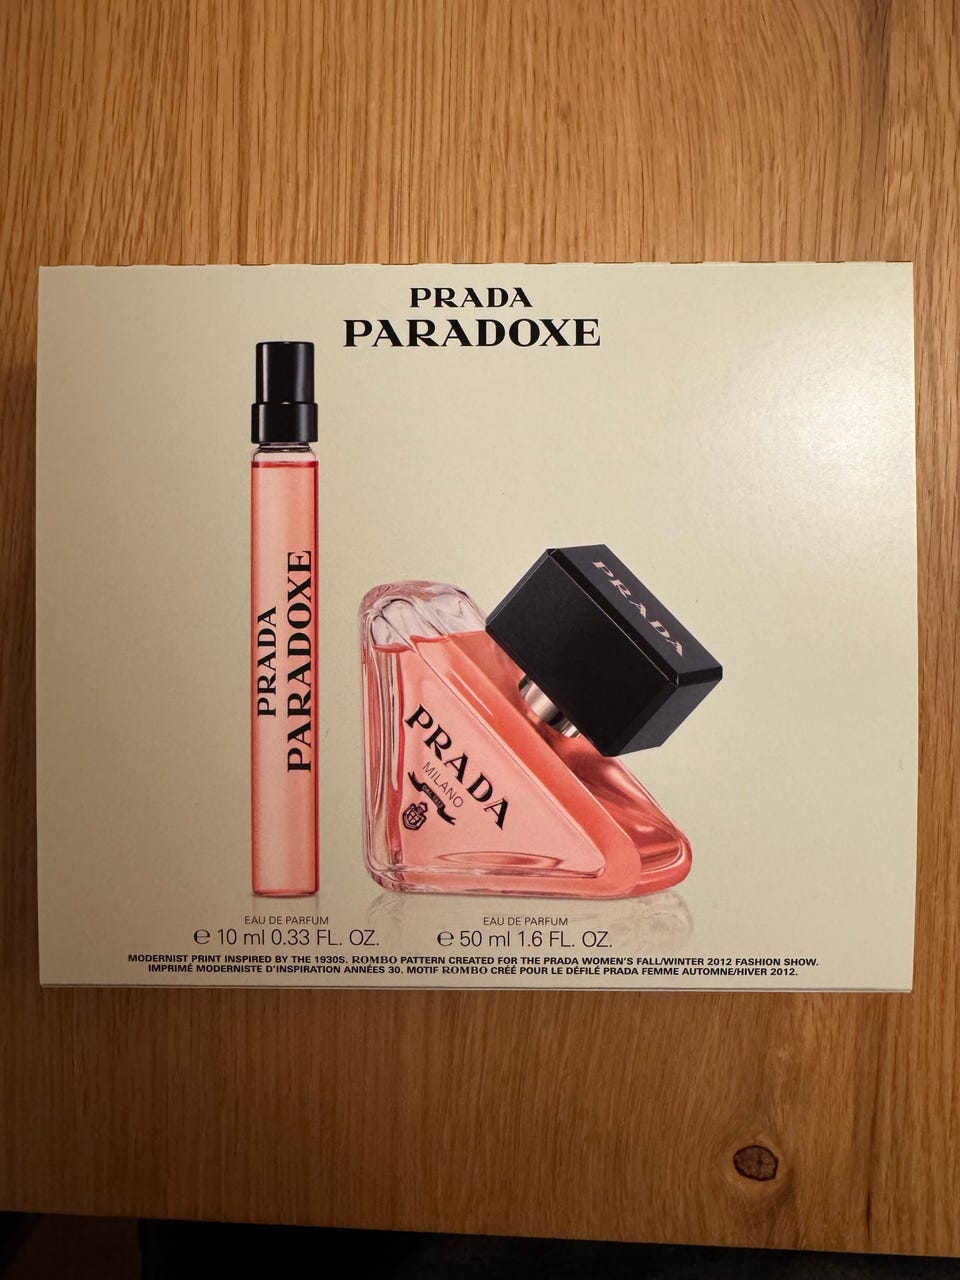 PRADA
PARADOXE
PRADA
PARADOXE
PRADA
PRADA
MILANO
DAL 1913
EAU DE PARFUM
℮ 10 ml 0.33 FL. OZ.
EAU DE PARFUM
℮ 50 ml 1.6 FL. OZ.
MODERNIST PRINT INSPIRED BY THE 1930S. ROMBO PATTERN CREATED FOR THE PRADA WOMEN'S FALL/WINTER 2012 FASHION SHOW.
IMPRIMÉ MODERNISTE D'INSPIRATION ANNÉES 30. MOTIF ROMBO CRÉÉ POUR LE DÉFILÉ PRADA FEMME AUTOMNE/HIVER 2012.